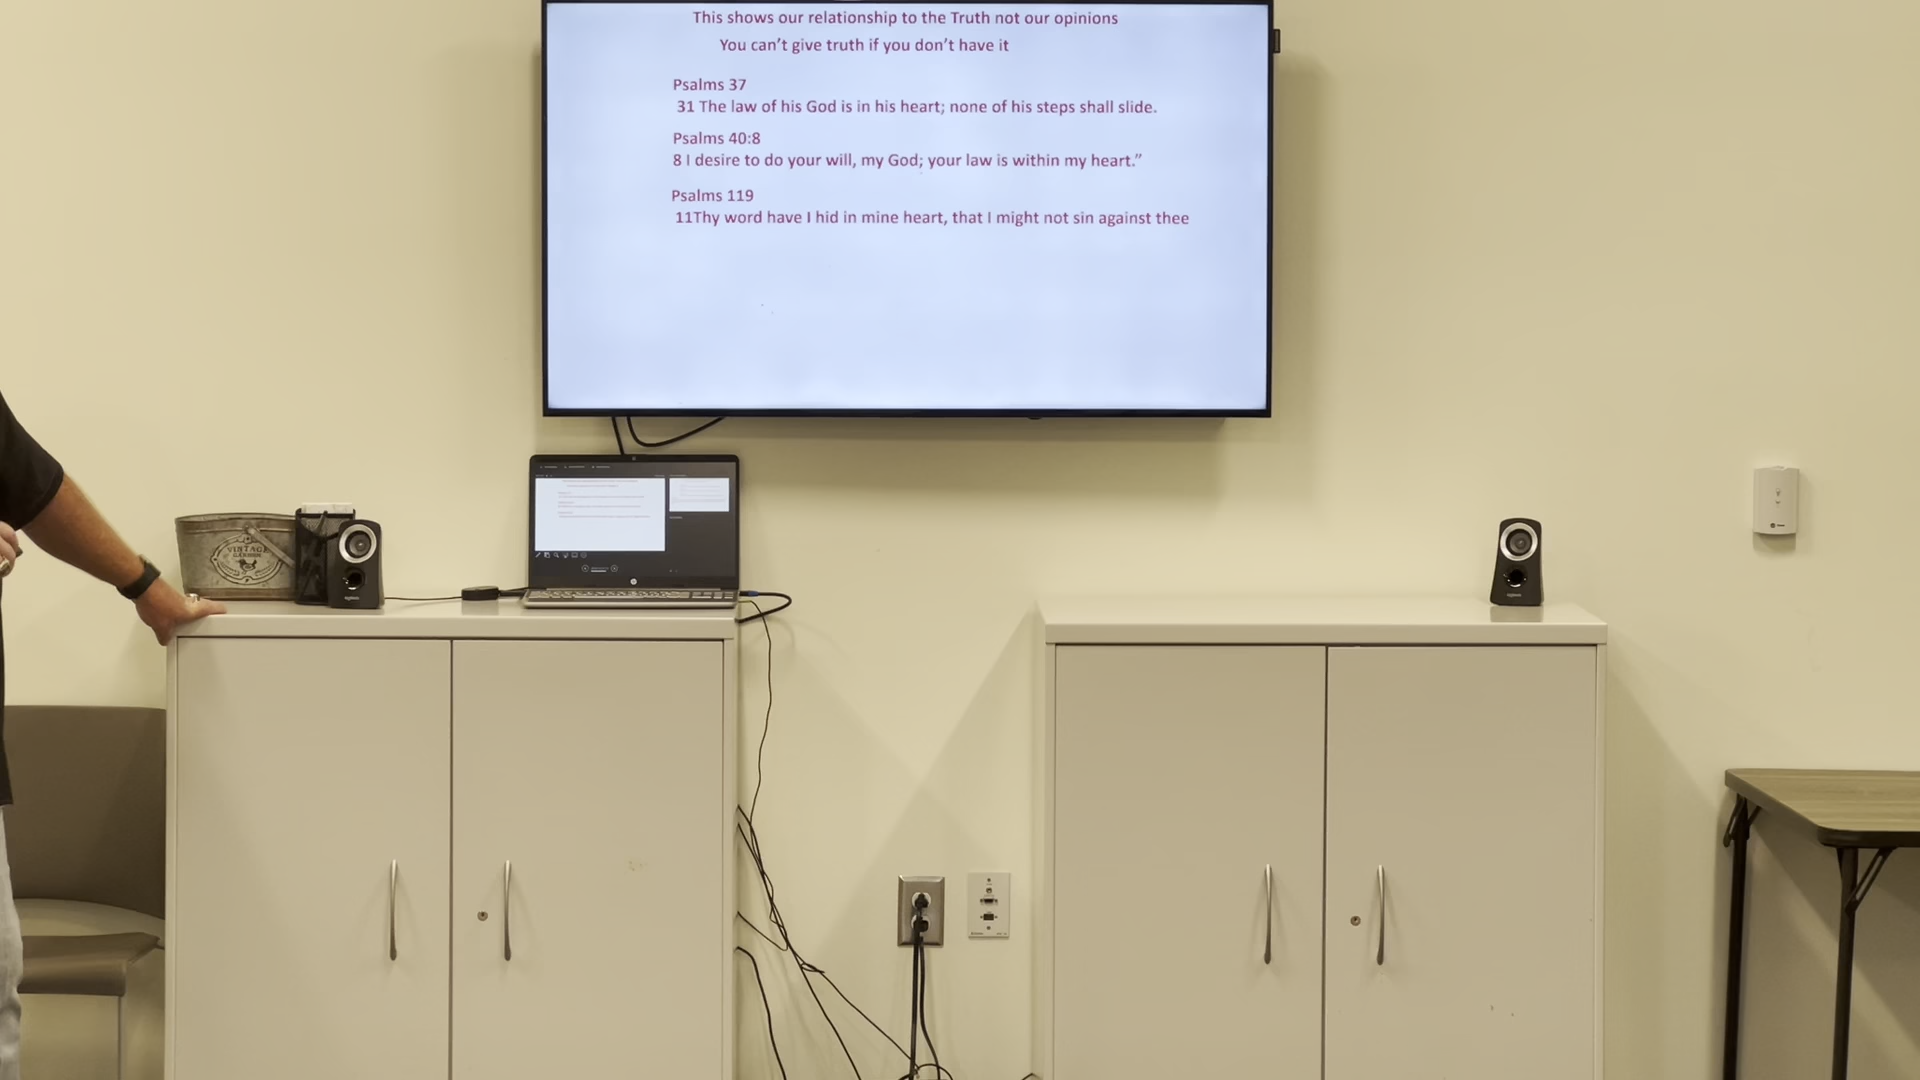 This shows our relationship to the Truth not our opinions
You can't give truth if you don't have it
Psalms 37
31 The law of his God is in his heart; none of his steps shall slide.
Psalms 40:8
8 I desire to do your will, my God; your law is within my heart.”
Psalms 119
11Thy word have I hid in mine heart, that I might not sin against thee
VINTAGE